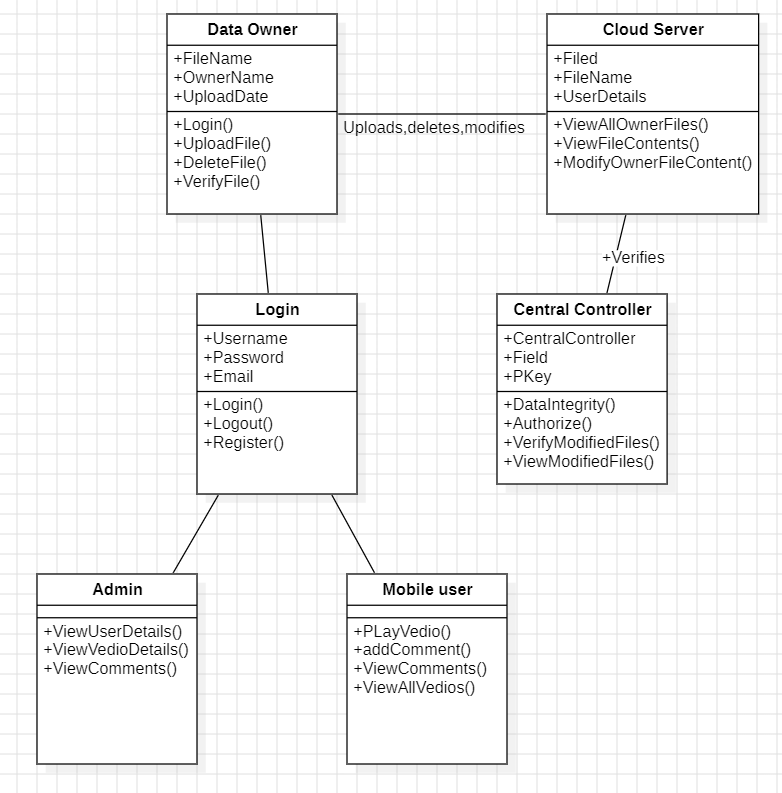 Data Owner
+FileName
+OwnerName
+UploadDate
+Login()
+UploadFile()
+DeleteFile()
+VerifyFile()
Uploads,deletes,modifies
Cloud Server
+Filed
+FileName
+UserDetails
+ViewAllOwnerFiles()
+ViewFileContents()
+ModifyOwnerFileContent()
+Verifies
Login
+Username
+Password
+Email
+Login()
+Logout()
+Register()
Central Controller
+CentralController
+Field
+PKey
+DataIntegrity()
+Authorize()
+VerifyModifiedFiles()
+ViewModifiedFiles()
Admin
+ViewUserDetails()
+ViewVedioDetails()
+ViewComments()
Mobile user
+PLayVedio()
+addComment()
+ViewComments()
+ViewAllVedios()